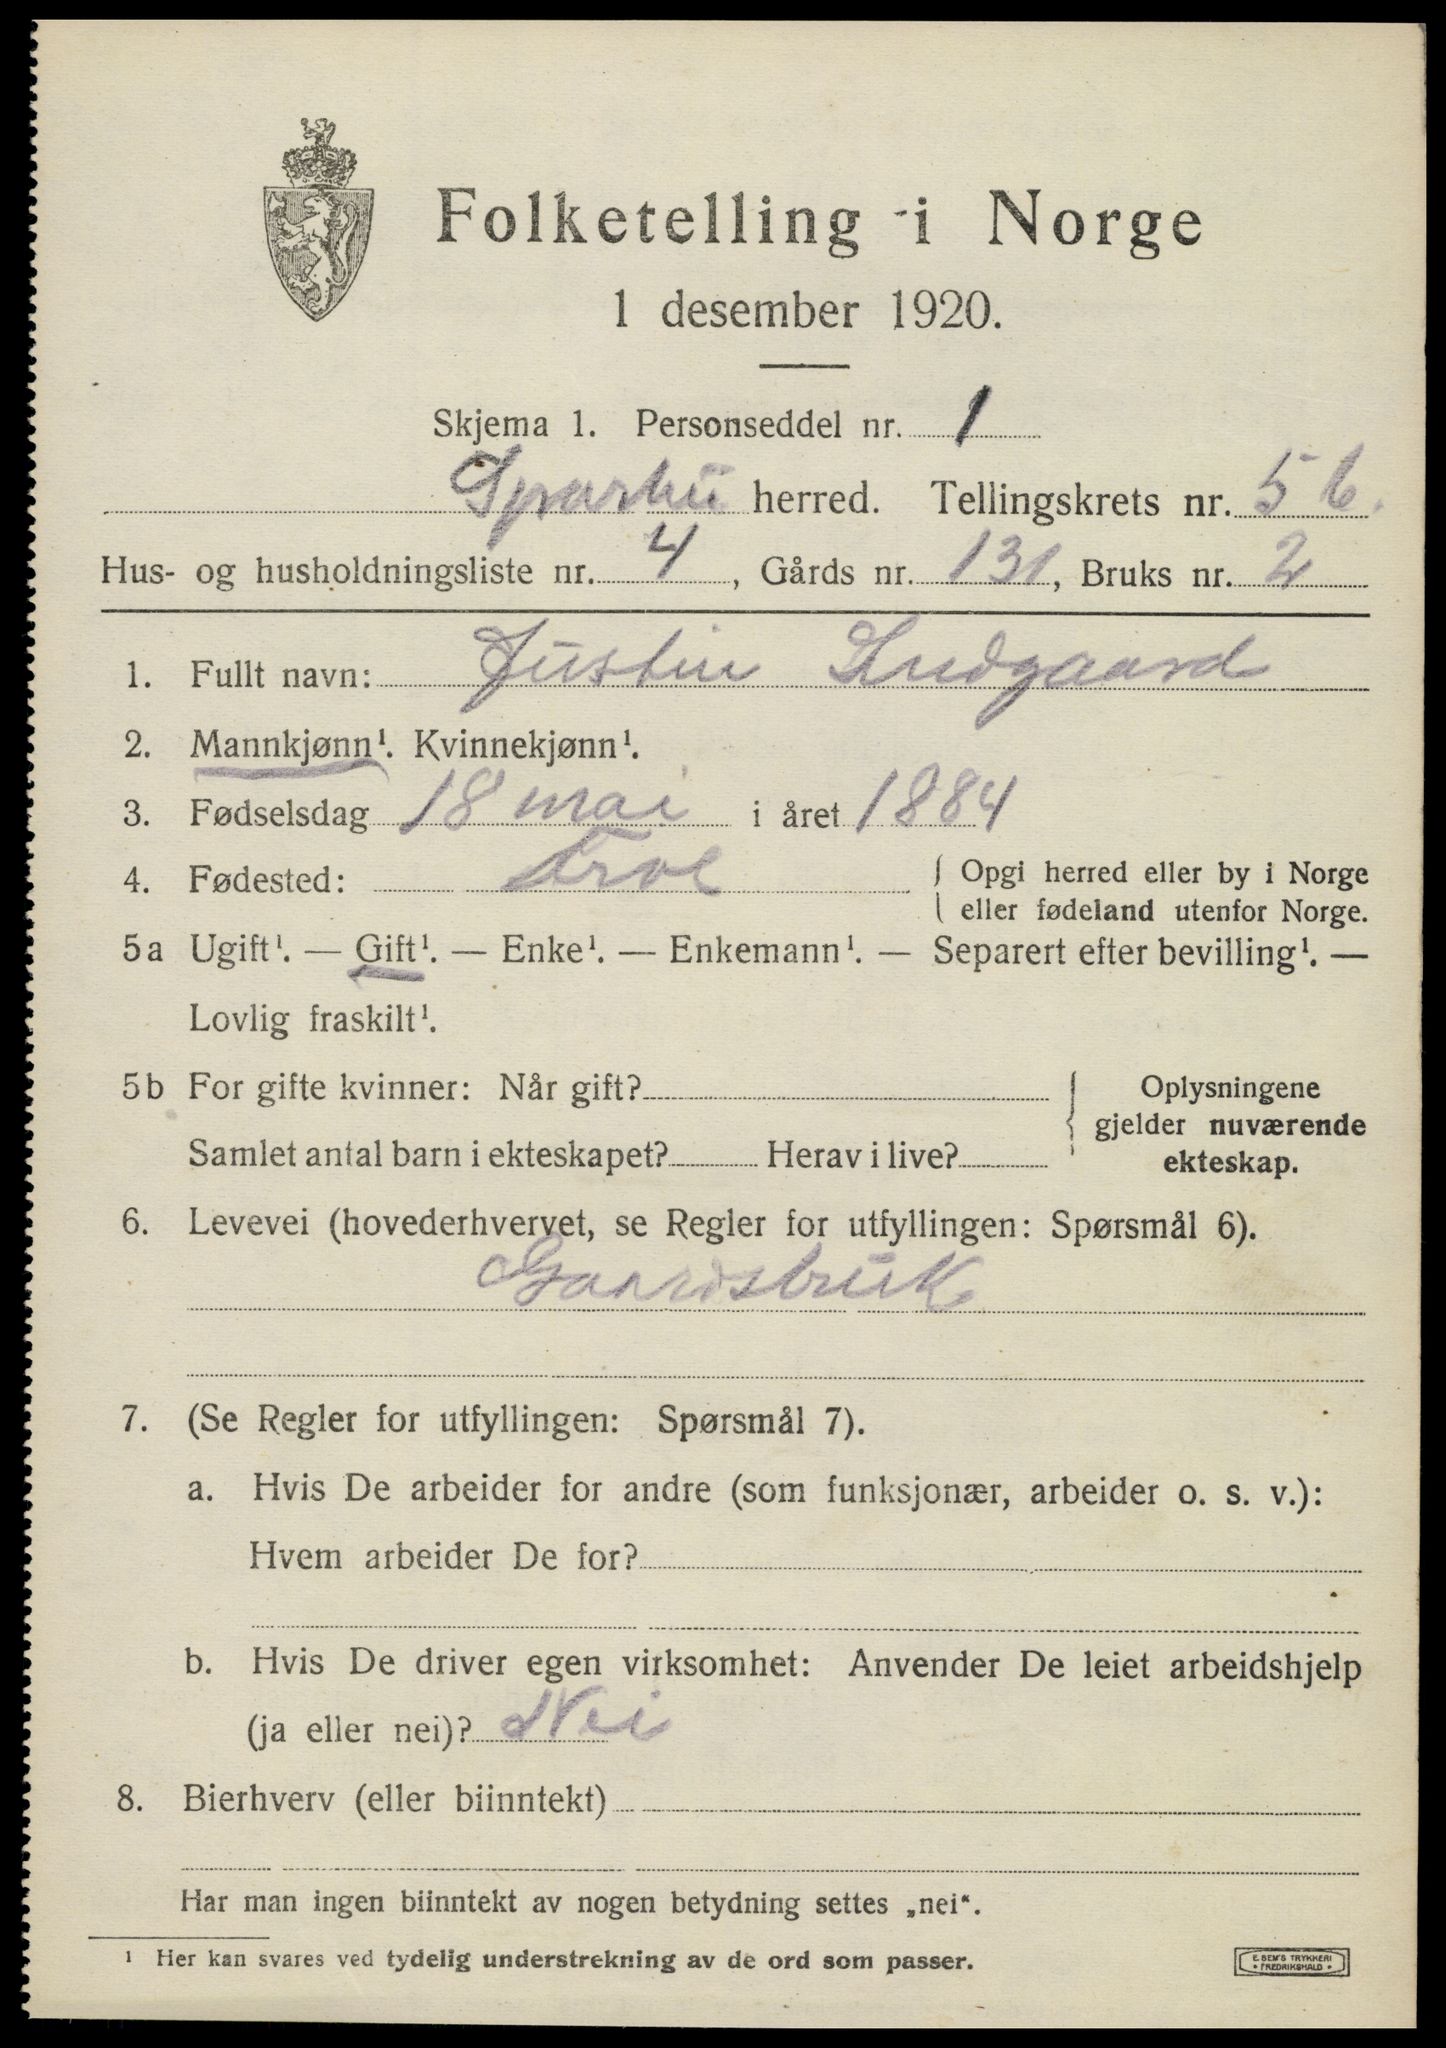 Folketelling i Norge
1 desember 1920.
Skjema 1. Personseddel nr. 1
Sparbu herred. Tellingskrets nr. 5 b.
Hus- og husholdningsliste nr. 4, Gårds nr. 131, Bruks nr. 2
1. Fullt navn: Justin Lndgaard
2. Mannkjønn¹. Kvinnekjønn¹.
3. Fødselsdag 18 mai i året 1884
4. Fødested: { Opgi herred eller by i Norge
eller fødeland utenfor Norge.
5a Ugift¹. — Gift¹. — Enke¹. — Enkemann¹. — Separert efter bevilling¹. —
Lovlig fraskilt¹.
5b For gifte kvinner: Når gift? { Oplysningene
gjelder nuværende
Samlet antal barn i ekteskapet? Herav i live? ekteskap.
6. Levevei (hovederhvervet, se Regler for utfyllingen: Spørsmål 6).
Gaardsbruk
7. (Se Regler for utfyllingen: Spørsmål 7).
a. Hvis De arbeider for andre (som funksjonær, arbeider o. s. v.):
Hvem arbeider De for?
b. Hvis De driver egen virksomhet: Anvender De leiet arbeidshjelp
(ja eller nei)? Nei
8. Bierhverv (eller biinntekt)
Har man ingen biinntekt av nogen betydning settes „nei“.
¹ Her kan svares ved tydelig understrekning av de ord som passer.
E. SEM'S TRYKKERI
• FREDRIKSHALD •